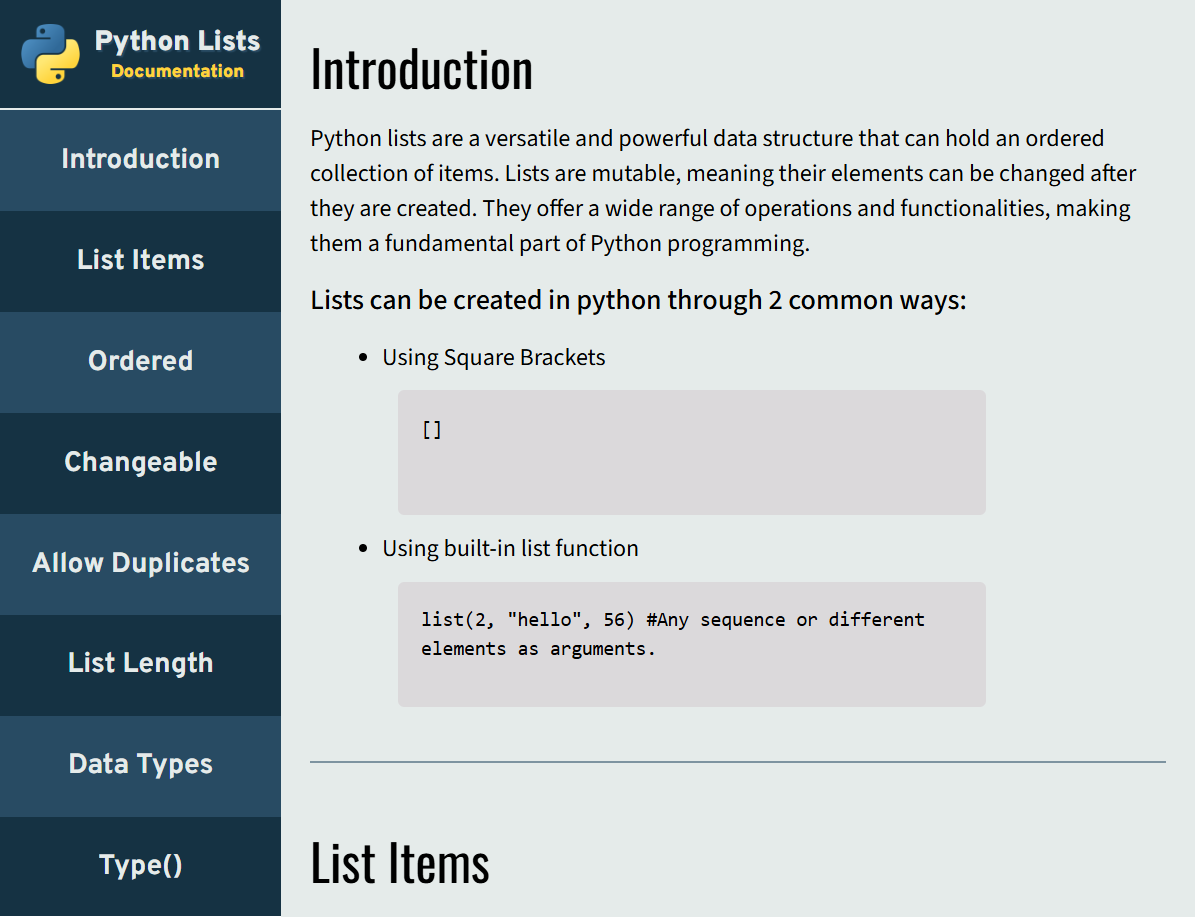 Python Lists
Documentation
Introduction
List Items
Ordered
Changeable
Allow Duplicates
List Length
Data Types
Type()
Introduction
Python lists are a versatile and powerful data structure that can hold an ordered
collection of items. Lists are mutable, meaning their elements can be changed after
they are created. They offer a wide range of operations and functionalities, making
them a fundamental part of Python programming.
Lists can be created in python through 2 common ways:
• Using Square Brackets
[]
• Using built-in list function
list(2, "hello", 56) #Any sequence or different
elements as arguments.
List Items